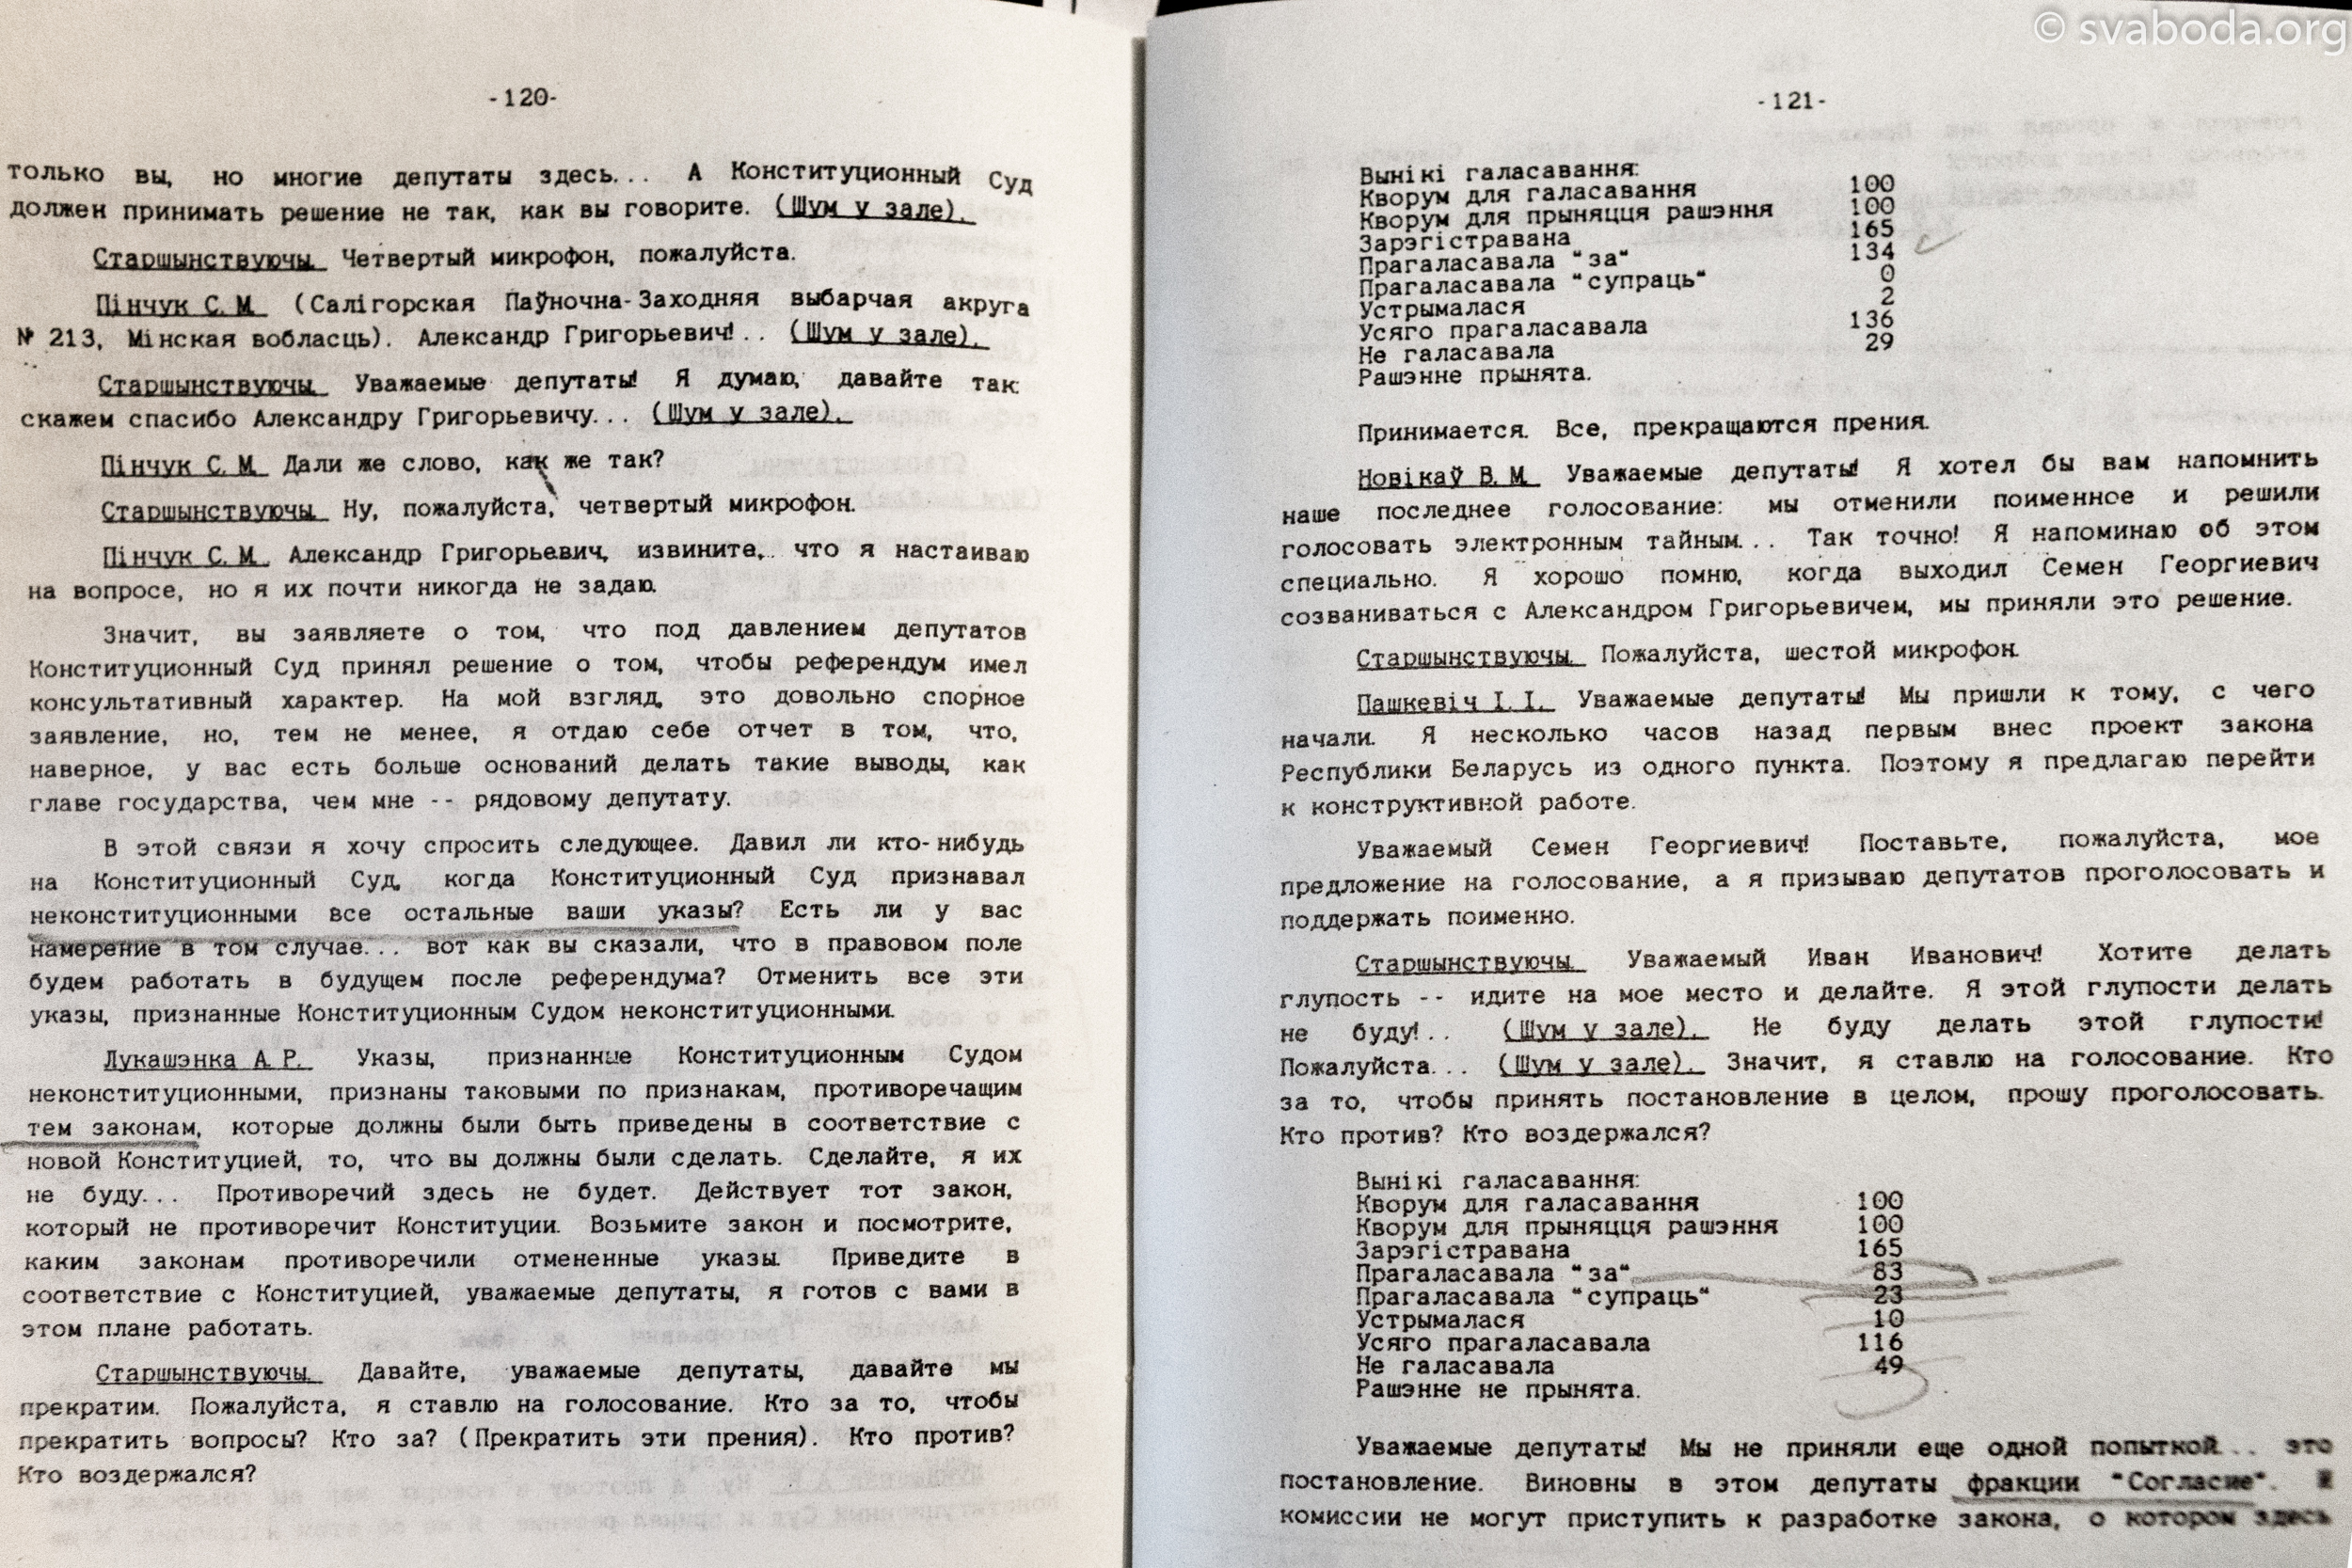 © svaboda.org
-120-
только вы, но многие депутаты здесь... А Конституционный Суд
должен принимать решение не так, как вы говорите. (Шум у зале).
Старшынствуючы. Четвертый микрофон, пожалуйста.
Пінчук С.М. (Салігорская Паўночна-Заходняя выбарчая акруга
№ 213, Мінская вобласць). Александр Григорьевич!.. (Шум у зале).
Старшынствуючы. Уважаемые депутаты! Я думаю, давайте так:
скажем спасибо Александру Григорьевичу... (Шум у зале).
Пінчук С.М. Дали же слово, как же так?
Старшынствуючы. Ну, пожалуйста, четвертый микрофон.
Пінчук С.М. Александр Григорьевич, извините, что я настаиваю
на вопросе, но я их почти никогда не задаю.
Значит, вы заявляете о том, что под давлением депутатов
Конституционный Суд принял решение о том, чтобы референдум имел
консультативный характер. На мой взгляд, это довольно спорное
заявление, но, тем не менее, я отдаю себе отчет в том, что,
наверное, у вас есть больше оснований делать такие выводы, как
главе государства, чем мне -- рядовому депутату.
В этой связи я хочу спросить следующее. Давил ли кто-нибудь
на Конституционный Суд, когда Конституционный Суд признавал
неконституционными все остальные ваши указы? Есть ли у вас
намерение в том случае... вот как вы сказали, что в правовом поле
будем работать в будущем после референдума? Отменить все эти
указы, признанные Конституционным Судом неконституционными.
Лукашэнка А.Р. Указы, признанные Конституционным Судом
неконституционными, признаны таковыми по признакам, противоречащим
тем законам, которые должны были быть приведены в соответствие с
новой Конституцией, то, что вы должны были сделать. Сделайте, я их
не буду... Противоречий здесь не будет. Действует тот закон,
который не противоречит Конституции. Возьмите закон и посмотрите,
каким законам противоречили отмененные указы. Приведите в
соответствие с Конституцией, уважаемые депутаты, я готов с вами в
этом плане работать.
Старшынствуючы. Давайте, уважаемые депутаты, давайте мы
прекратим. Пожалуйста, я ставлю на голосование. Кто за то, чтобы
прекратить вопросы? Кто за? (Прекратить эти прения). Кто против?
Кто воздержался?
-121-
Вынікі галасавання:
Кворум для галасавання 100
Кворум для прыняцця рашэння 100
Зарэгістравана 165
Прагаласавала "за" 134
Прагаласавала "супраць" 0
Устрымалася 2
Усяго прагаласавала 136
Не галасавала 29
Рашэнне прынята.
Принимается. Все, прекращаются прения.
Новікаў В.М. Уважаемые депутаты! Я хотел бы вам напомнить
наше последнее голосование: мы отменили поименное и решили
голосовать электронным тайным... Так точно! Я напоминаю об этом
специально. Я хорошо помню, когда выходил Семен Георгиевич
созваниваться с Александром Григорьевичем, мы приняли это решение.
Старшынствуючы. Пожалуйста, шестой микрофон.
Пашкевіч І.І. Уважаемые депутаты! Мы пришли к тому, с чего
начали. Я несколько часов назад первым внес проект закона
Республики Беларусь из одного пункта. Поэтому я предлагаю перейти
к конструктивной работе.
Уважаемый Семен Георгиевич! Поставьте, пожалуйста, мое
предложение на голосование, а я призываю депутатов проголосовать и
поддержать поименно.
Старшынствуючы. Уважаемый Иван Иванович! Хотите делать
глупость -- идите на мое место и делайте. Я этой глупости делать
не буду!.. (Шум у зале). Не буду делать этой глупости!
Пожалуйста... (Шум у зале). Значит, я ставлю на голосование. Кто
за то, чтобы принять постановление в целом, прошу проголосовать.
Кто против? Кто воздержался?
Вынікі галасавання:
Кворум для галасавання 100
Кворум для прыняцця рашэння 100
Зарэгістравана 165
Прагаласавала "за" 83
Прагаласавала "супраць" 23
Устрымалася 10
Усяго прагаласавала 116
Не галасавала 49
Рашэнне не прынята.
Уважаемые депутаты! Мы не приняли еще одной попыткой... это
постановление. Виновны в этом депутаты фракции "Согласие". И
комиссии не могут приступить к разработке закона, о котором здесь